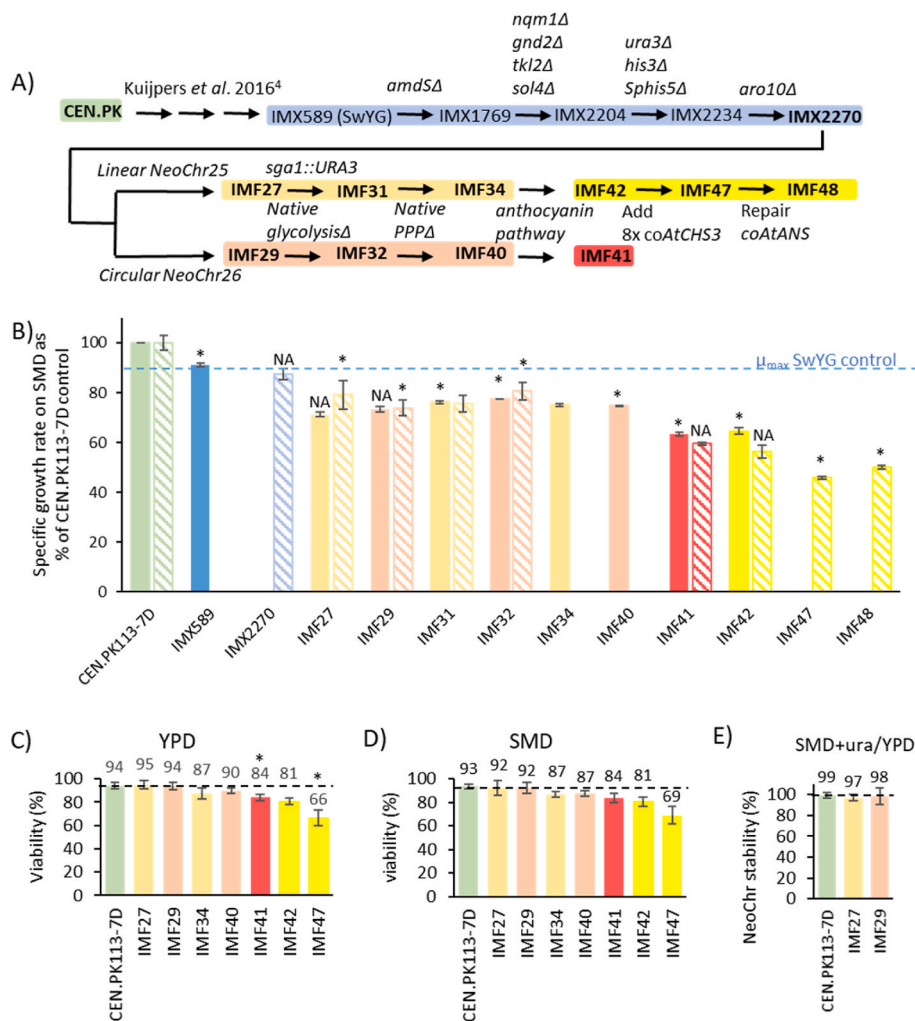 A)
nqm1Δ
gnd2Δ
tkl2Δ
sol4Δ
ura3Δ
his3Δ
Sphis5Δ
Kuijpers et al. 2016⁴
amdSΔ
aro10Δ
CEN.PK
IMX589 (SwYG)
IMX1769
IMX2204
IMX2234
IMX2270
Linear NeoChr25
sga1::URA3
IMF27
IMF31
IMF34
IMF42
IMF47
IMF48
Native
glycolysisΔ
Native
PPPΔ
anthocyanin
pathway
Add
8x coAtCHS3
Repair
coAtANS
IMF29
IMF32
IMF40
IMF41
Circular NeoChr26
B)
Specific growth rate on SMD as
% of CEN.PK113-7D control
100
80
60
40
20
0
μmax SwYG control
*
NA
NA
*
NA
*
*
*
*
*
*
NA
*
NA
*
*
CEN.PK113-7D
IMX589
IMX2270
IMF27
IMF29
IMF31
IMF32
IMF34
IMF40
IMF41
IMF42
IMF47
IMF48
C)
YPD
Viability (%)
100
80
60
40
20
0
94
95
94
87
90
*
84
81
*
66
CEN.PK113-7D
IMF27
IMF29
IMF34
IMF40
IMF41
IMF42
IMF47
D)
SMD
viability (%)
100
80
60
40
20
0
93
92
92
87
87
84
81
69
CEN.PK113-7D
IMF27
IMF29
IMF34
IMF40
IMF41
IMF42
IMF47
E)
SMD+ura/YPD
NeoChr stability (%)
100
80
60
40
20
0
99
97
98
CEN.PK113-7D
IMF27
IMF29